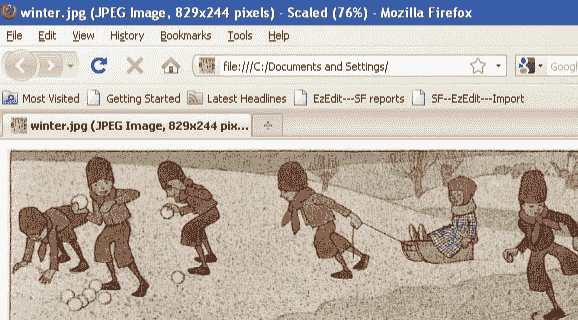 winter.jpg (JPEG Image, 829x244 pixels) - Scaled (76%) - Mozilla Firefox
File Edit View History Bookmarks Tools Help
file:///C:/Documents and Settings/ Goog
Most Visited Getting Started Latest Headlines EzEdit---SF reports SF--EzEdit---Import
winter.jpg (JPEG Image, 829x244 pix...